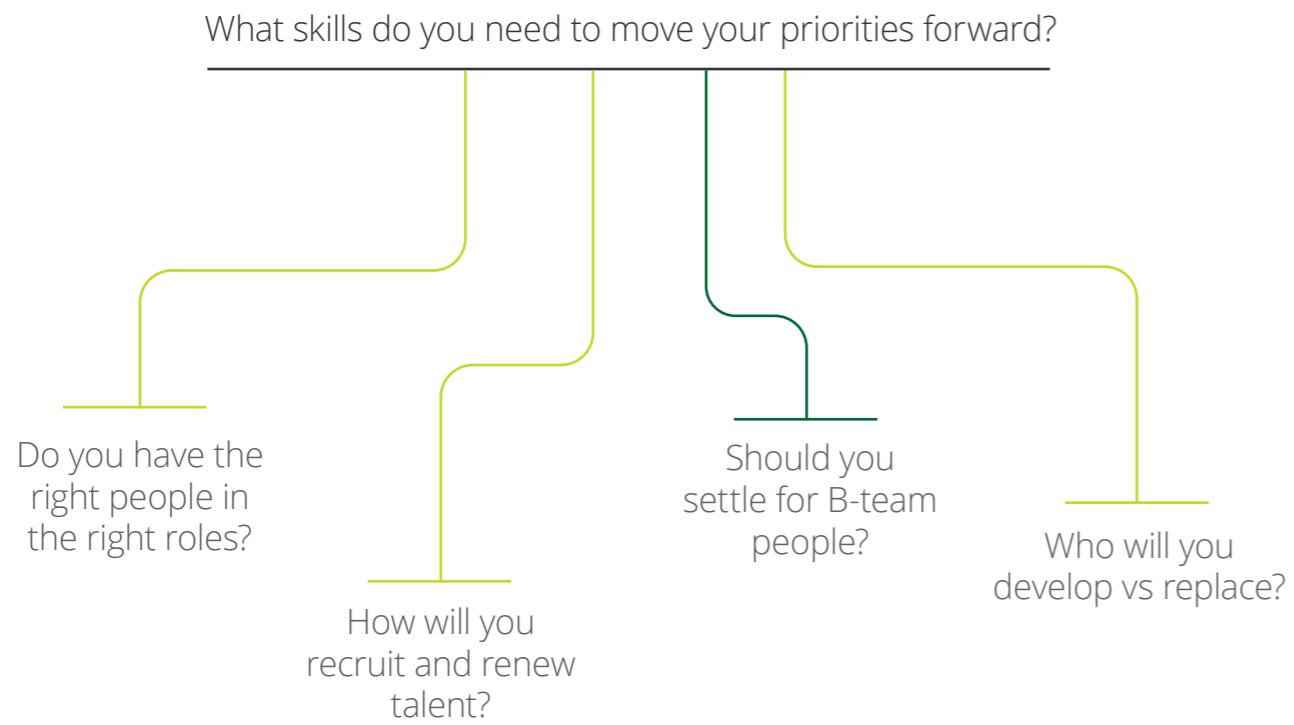 What skills do you need to move your priorities forward?
Do you have the
right people in
the right roles?
How will you
recruit and renew
talent?
Should you
settle for B-team
people?
Who will you
develop vs replace?